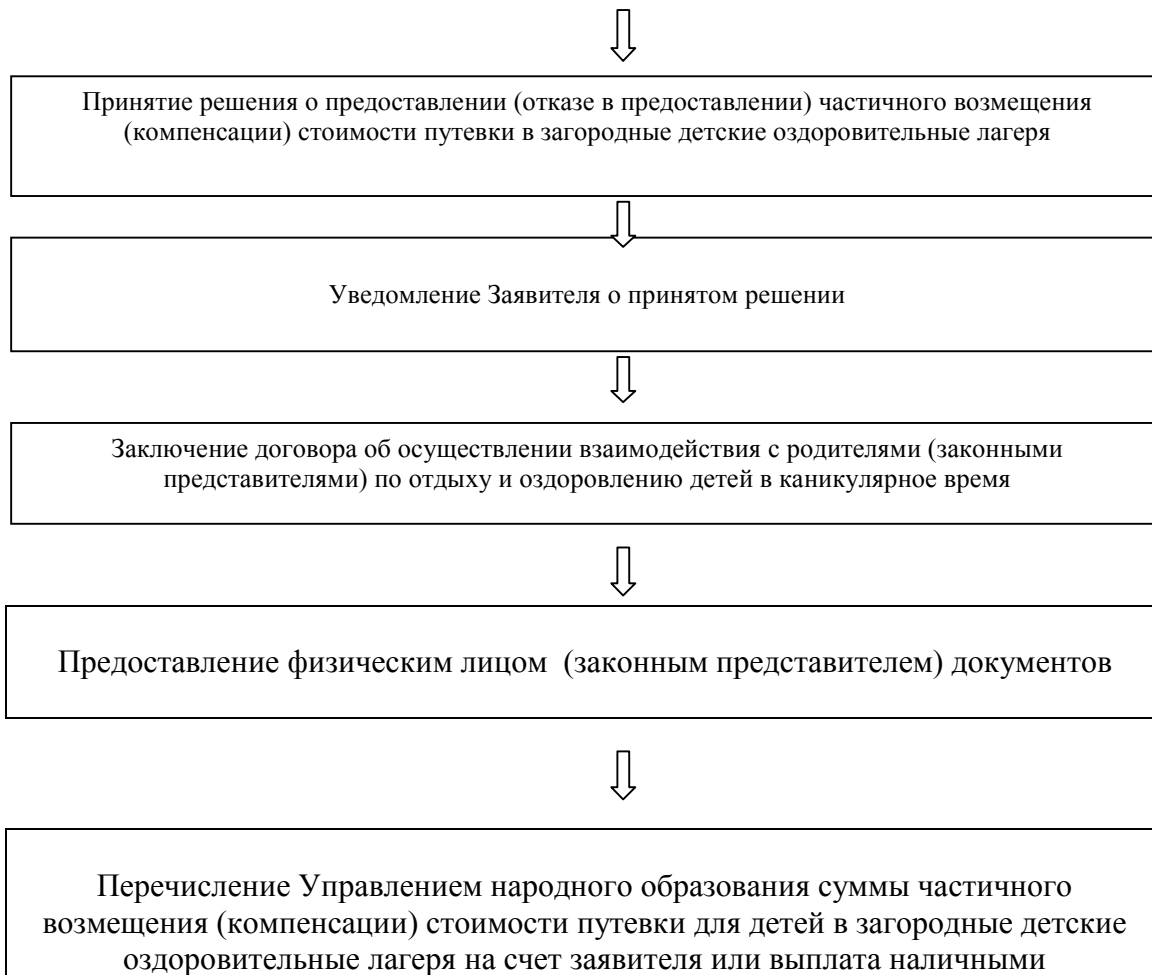 Принятие решения о предоставлении (отказе в предоставлении) частичного возмещения
(компенсации) стоимости путевки в загородные детские оздоровительные лагеря
Уведомление Заявителя о принятом решении
Заключение договора об осуществлении взаимодействия с родителями (законными
представителями) по отдыху и оздоровлению детей в каникулярное время
Предоставление физическим лицом  (законным представителем) документов
Перечисление Управлением народного образования суммы частичного
возмещения (компенсации) стоимости путевки для детей в загородные детские
оздоровительные лагеря на счет заявителя или выплата наличными